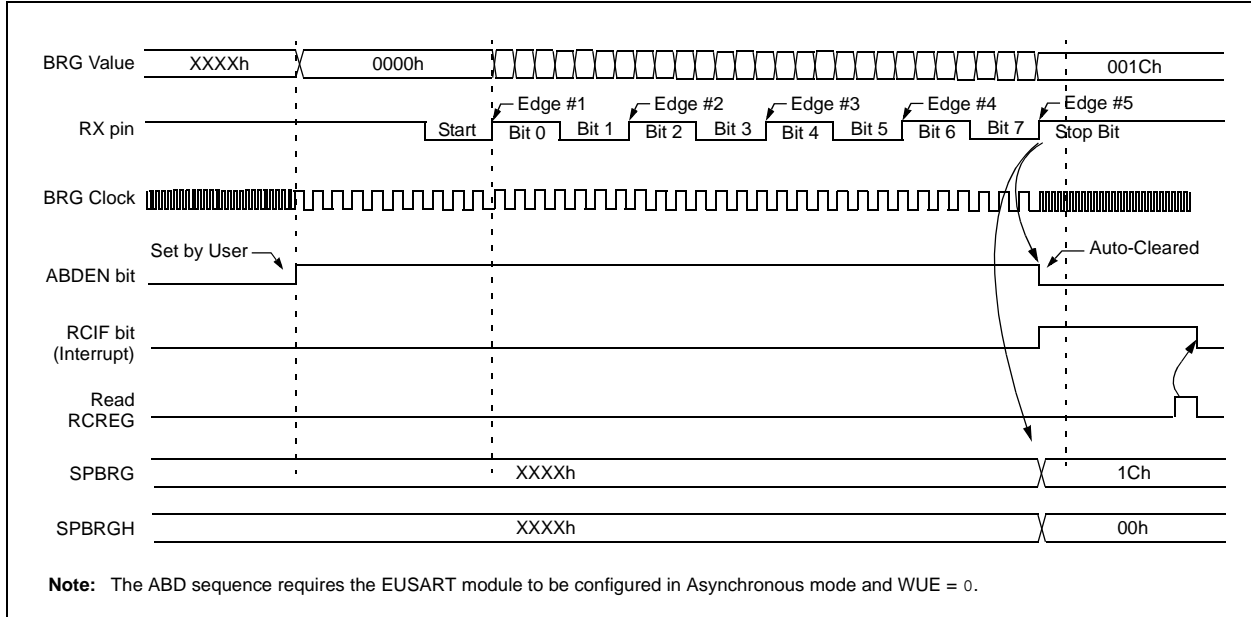 BRG Value XXXXh 0000h 001Ch
Edge #1 Edge #2 Edge #3 Edge #4 Edge #5
RX pin Start Bit 0 Bit 1 Bit 2 Bit 3 Bit 4 Bit 5 Bit 6 Bit 7 Stop Bit
BRG Clock
Set by User Auto-Cleared
ABDEN bit
RCIF bit
(Interrupt)
Read
RCREG
SPBRG XXXXh 1Ch
SPBRGH XXXXh 00h
Note: The ABD sequence requires the EUSART module to be configured in Asynchronous mode and WUE = 0.